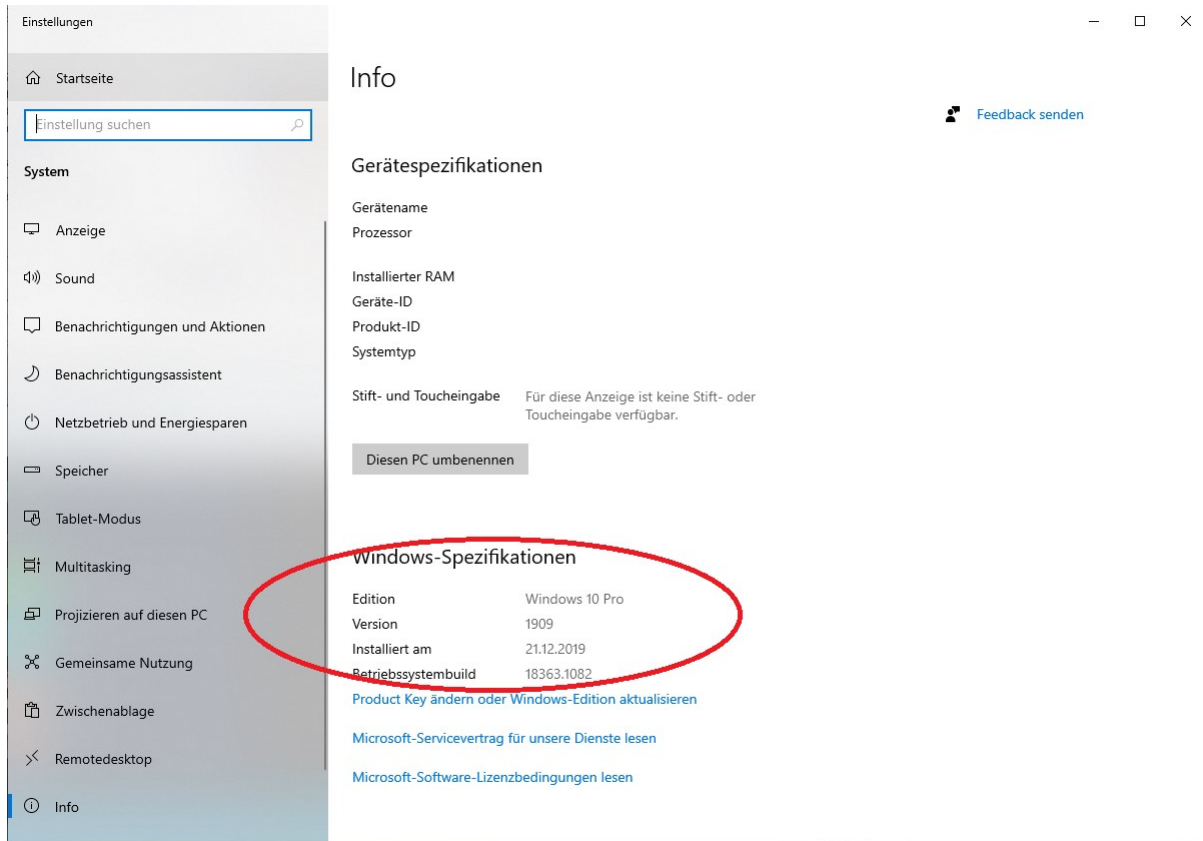 Einstellungen
Startseite
Einstellung suchen
System
Anzeige
Sound
Benachrichtigungen und Aktionen
Benachrichtigungsassistent
Netzbetrieb und Energiesparen
Speicher
Tablet-Modus
Multitasking
Projizieren auf diesen PC
Gemeinsame Nutzung
Zwischenablage
Remotedesktop
Info
Info
Feedback senden
Gerätespezifikationen
Gerätename
Prozessor
Installierter RAM
Geräte-ID
Produkt-ID
Systemtyp
Stift- und Toucheingabe Für diese Anzeige ist keine Stift- oder
Toucheingabe verfügbar.
Diesen PC umbenennen
Windows-Spezifikationen
Edition Windows 10 Pro
Version 1909
Installiert am 21.12.2019
Betriebssystembuild 18363.1082
Product Key ändern oder Windows-Edition aktualisieren
Microsoft-Servicevertrag für unsere Dienste lesen
Microsoft-Software-Lizenzbedingungen lesen